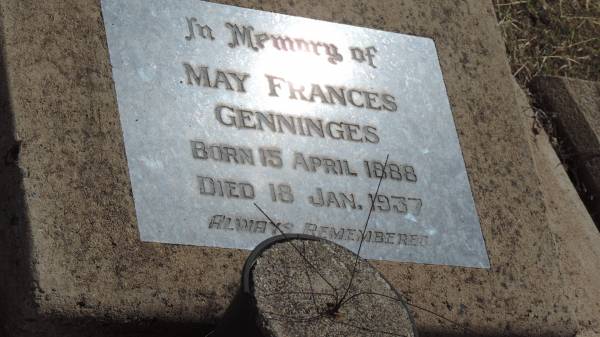 In Memory of
MAY FRANCES
GENNINGES
BORN 15 APRIL 1888
DIED 18 JAN. 1937
ALWAYS REMEMBERED